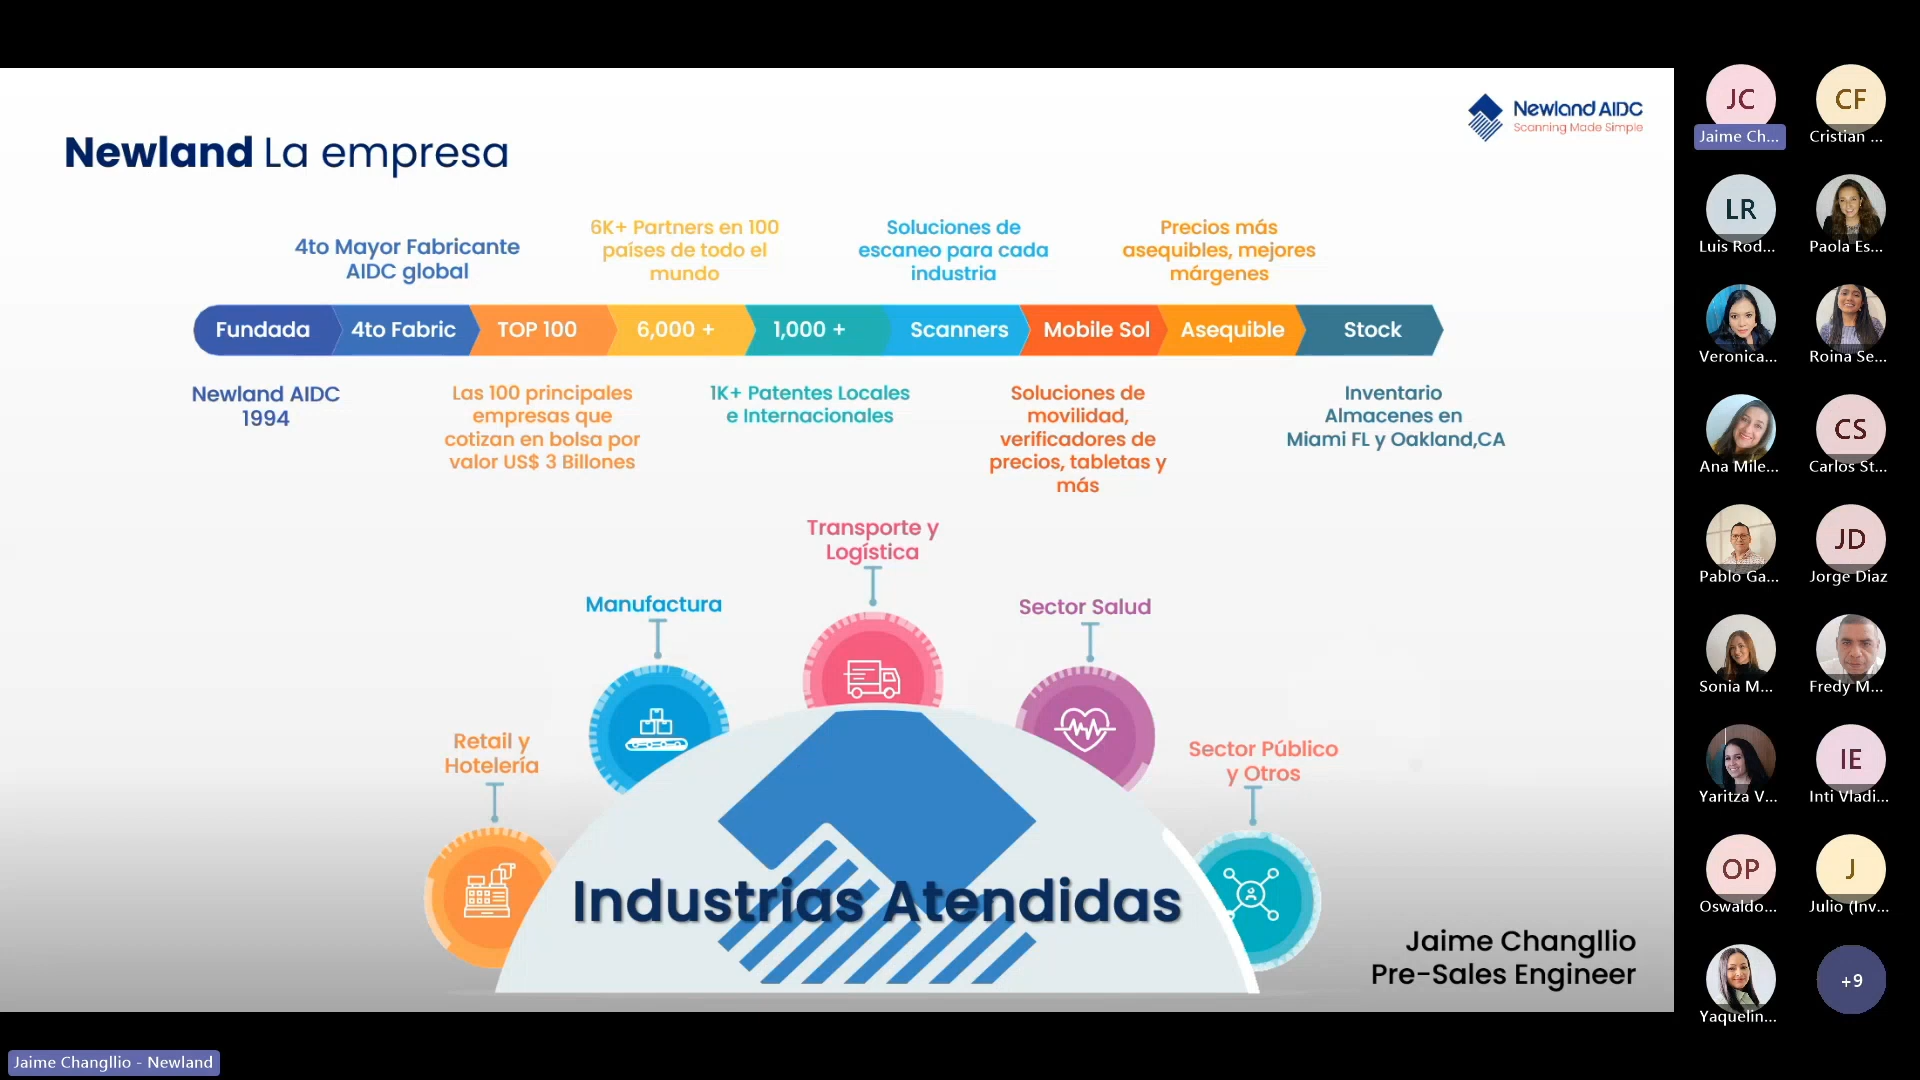 Newland La empresa
Newland AIDC
Scanning Made Simple
4to Mayor Fabricante
AIDC global
6K+ Partners en 100
países de todo el
mundo
Soluciones de
escaneo para cada
industria
Precios más
asequibles, mejores
márgenes
Fundada
4to Fabric
TOP 100
6,000 +
1,000 +
Scanners
Mobile Sol
Asequible
Stock
Newland AIDC
1994
Las 100 principales
empresas que
cotizan en bolsa por
valor US$ 3 Billones
1K+ Patentes Locales
e Internacionales
Soluciones de
movilidad,
verificadores de
precios, tabletas y
más
Inventario
Almacenes en
Miami FL y Oakland,CA
Retail y
Hotelería
Manufactura
Transporte y
Logística
Sector Salud
Sector Público
y Otros
Industrias Atendidas
Jaime Changllio
Pre-Sales Engineer
JC
Jaime Ch...
CF
Cristian ...
LR
Luis Rod...
Paola Es...
Veronica...
Roina Se...
Ana Mile...
CS
Carlos St...
Pablo Ga...
JD
Jorge Diaz
Sonia M...
Fredy M...
Yaritza V...
IE
Inti Vladi...
OP
Oswaldo...
J
Julio (Inv...
Yaquelin...
+9
Jaime Changllio - Newland